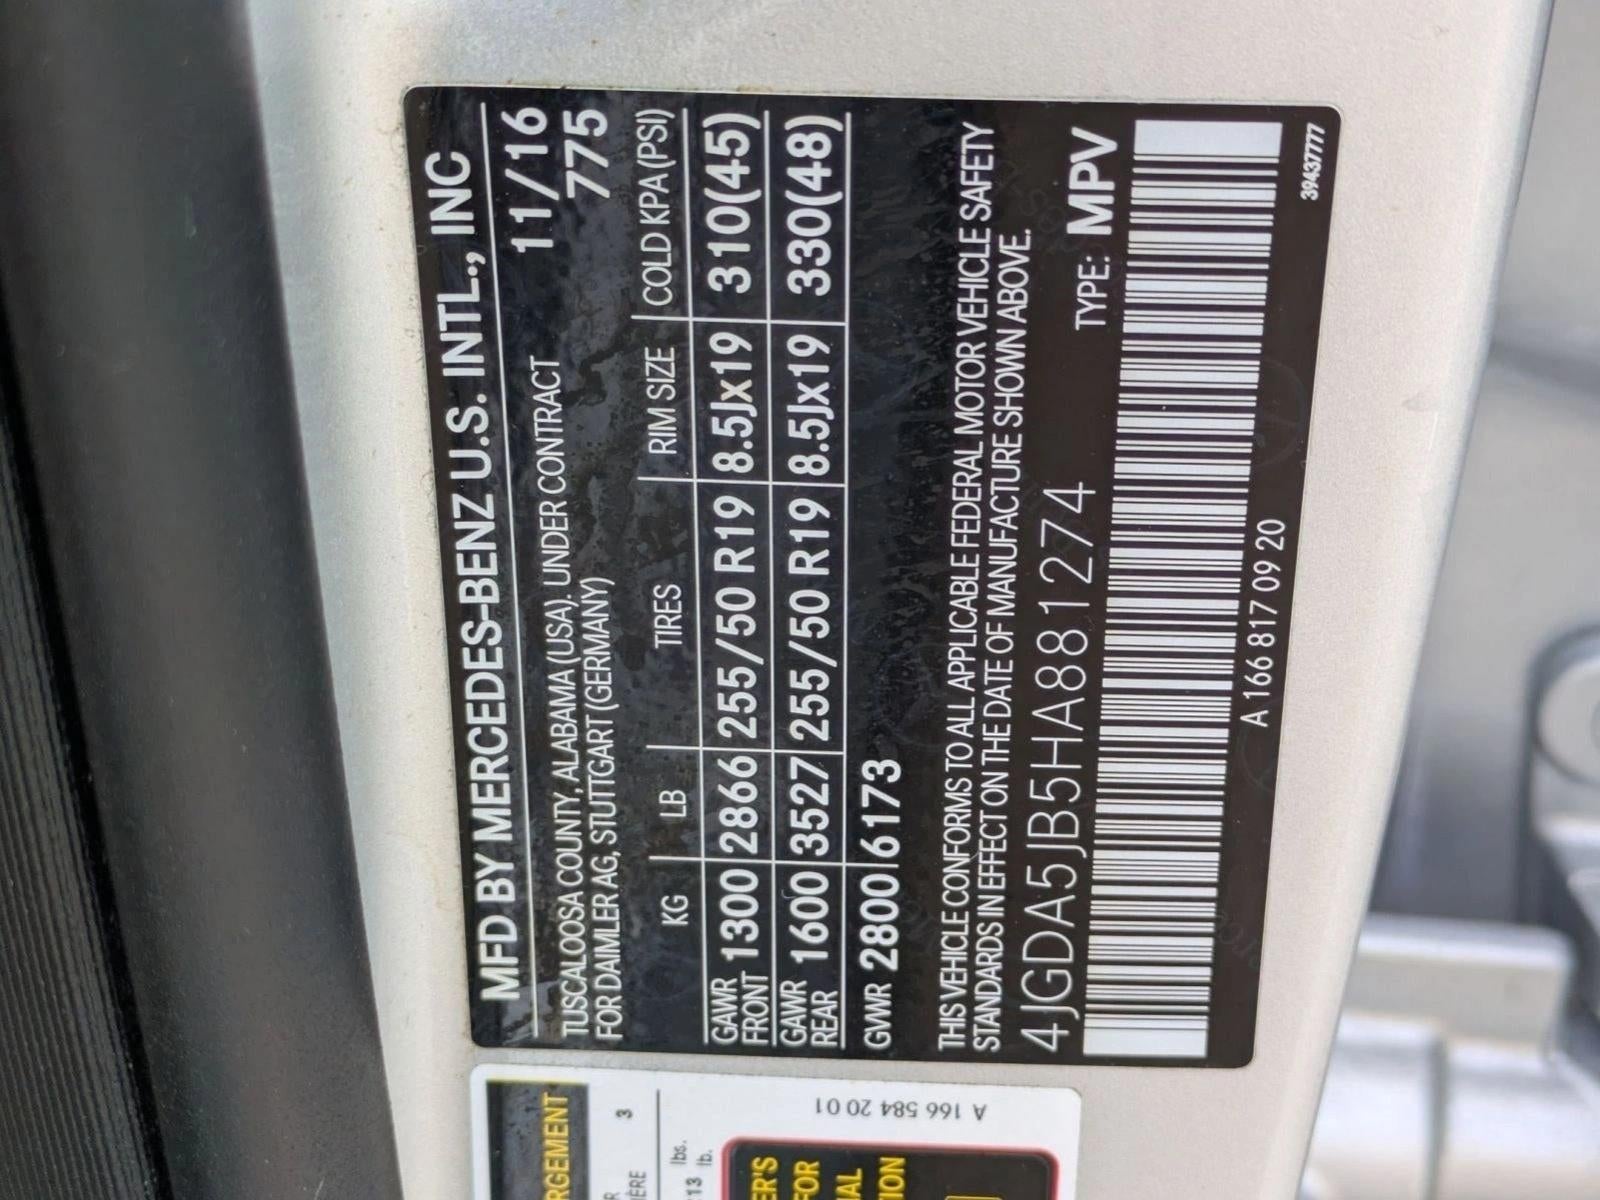 MFD BY MERCEDES-BENZ U.S. INTL., INC
11/16
TUSCALOOSA COUNTY, ALABAMA (USA). UNDER CONTRACT 775
FOR DAIMLER AG, STUTTGART (GERMANY)
KG LB TIRES RIM SIZE COLD KPA(PSI)
GAWR FRONT 1300 2866 255/50 R19 8.5Jx19 310(45)
GAWR REAR 1600 3527 255/50 R19 8.5Jx19 330(48)
GVWR 2800 6173
THIS VEHICLE CONFORMS TO ALL APPLICABLE FEDERAL MOTOR VEHICLE SAFETY
STANDARDS IN EFFECT ON THE DATE OF MANUFACTURE SHOWN ABOVE.
4JGDA5JB5HA881274 TYPE: MPV
A 166 817 09 20
39437777
3
lbs.
lb.
A 166 584 20 01
FOR